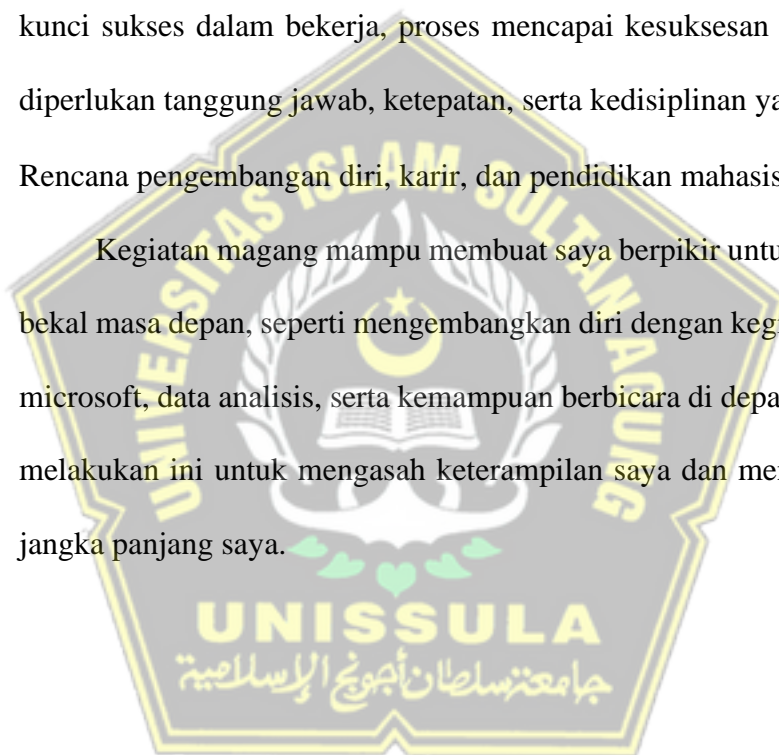 kunci sukses dalam bekerja, proses mencapai kesuksesan
diperlukan tanggung jawab, ketepatan, serta kedisiplinan ya
Rencana pengembangan diri, karir, dan pendidikan mahasis
Kegiatan magang mampu membuat saya berpikir untu
bekal masa depan, seperti mengembangkan diri dengan kegi
microsoft, data analisis, serta kemampuan berbicara di depa
melakukan ini untuk mengasah keterampilan saya dan me
jangka panjang saya.
UNIVERSITAS ISLAM SULTAN AGUNG
UNISSULA
جامعة سلطان أجونج الإسلامية